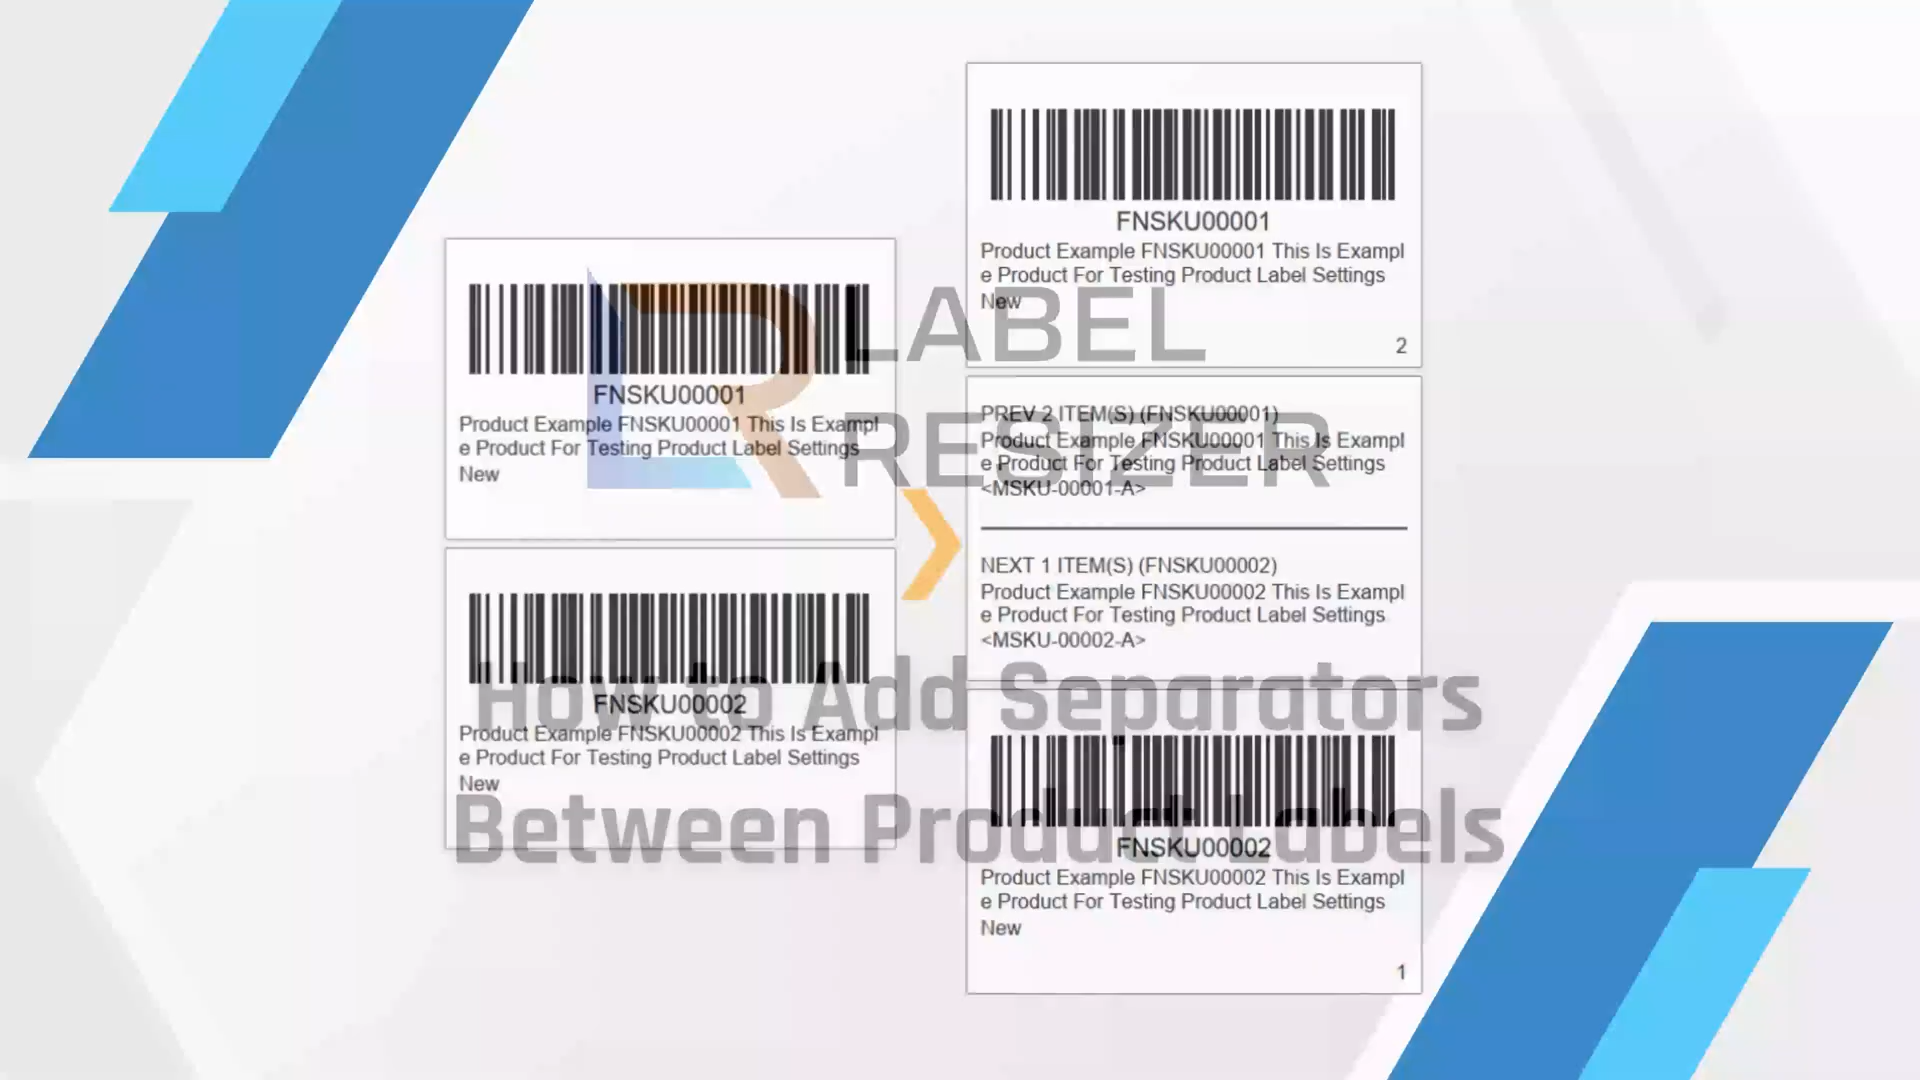 FNSKU00001
Product Example FNSKU00001 This Is Exampl
e Product For Testing Product Label Settings
New
FNSKU00002
Product Example FNSKU00002 This Is Exampl
e Product For Testing Product Label Settings
New
FNSKU00001
Product Example FNSKU00001 This Is Exampl
e Product For Testing Product Label Settings
New
2
PREV 2 ITEM(S) (FNSKU00001)
Product Example FNSKU00001 This Is Exampl
e Product For Testing Product Label Settings
<MSKU-00001-A>
NEXT 1 ITEM(S) (FNSKU00002)
Product Example FNSKU00002 This Is Exampl
e Product For Testing Product Label Settings
<MSKU-00002-A>
FNSKU00002
Product Example FNSKU00002 This Is Exampl
e Product For Testing Product Label Settings
New
1
LR
LABEL
RESIZER
How to Add Separators
Between Product Labels